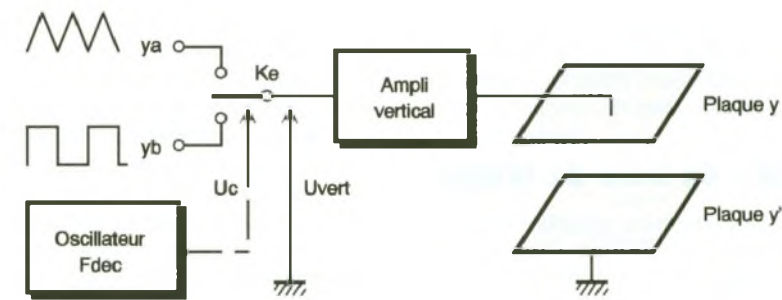 ya
Ke
Ampli
vertical
Plaque y
yb
Uc
Uvert
Plaque y'
Oscillateur
Fdec